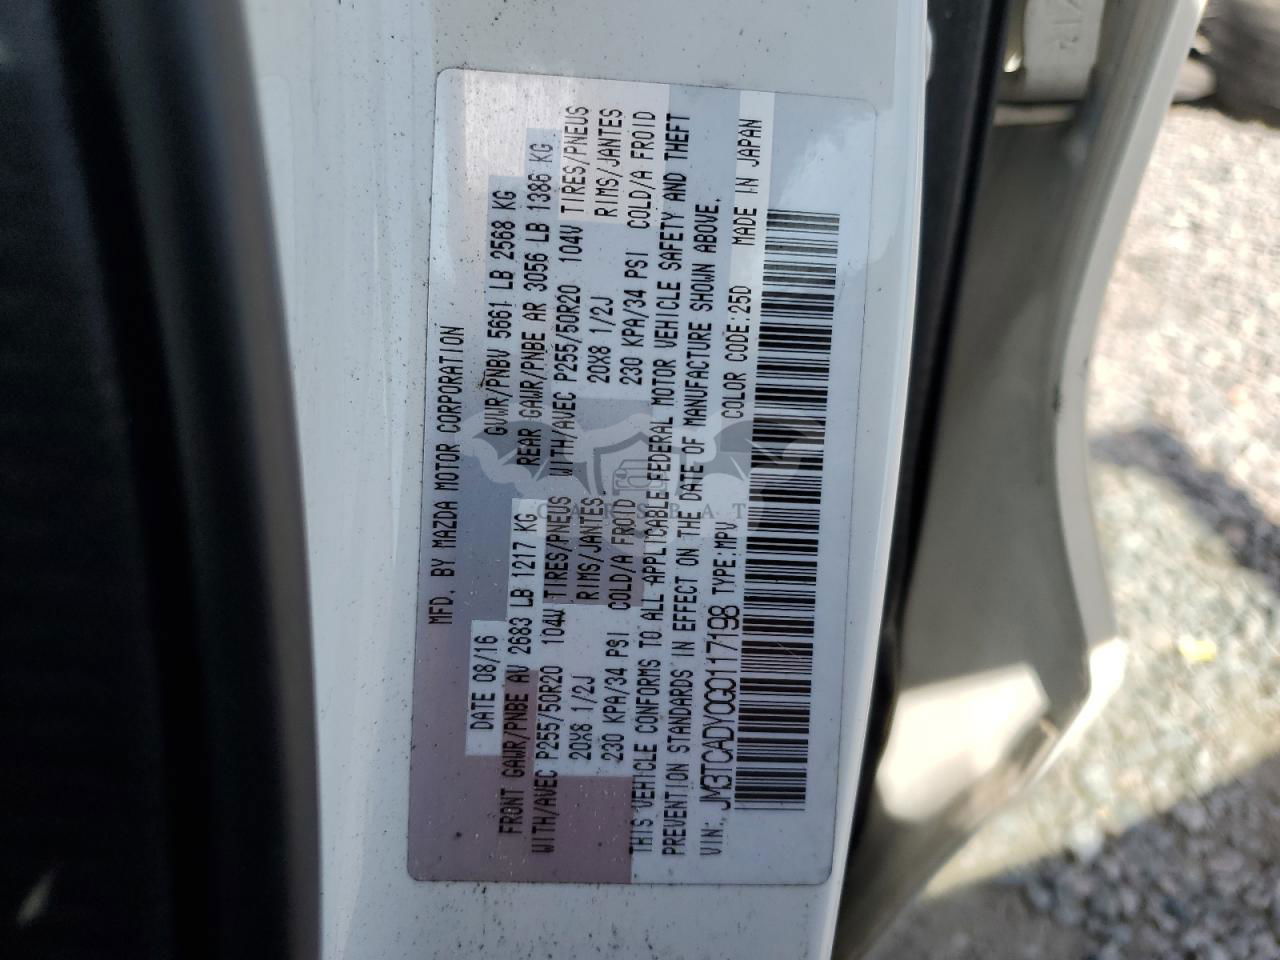 MFD. BY MAZDA MOTOR CORPORATION
DATE 08/16 GVWR/PNBV 5661 LB 2568 KG
FRONT GAWR/PNBE AV 2683 LB 1217 KG REAR GAWR/PNBE AR 3056 LB 1386 KG
WITH/AVEC P255/50R20 104V TIRES/PNEUS WITH/AVEC P255/50R20 104V TIRES/PNEUS
20X8 1/2J RIMS/JANTES 20X8 1/2J RIMS/JANTES
230 KPA/34 PSI COLD/A FROID 230 KPA/34 PSI COLD/A FROID
THIS VEHICLE CONFORMS TO ALL APPLICABLE FEDERAL MOTOR VEHICLE SAFETY AND THEFT
PREVENTION STANDARDS IN EFFECT ON THE DATE OF MANUFACTURE SHOWN ABOVE.
VIN: JM3TCADY0G0117198 TYPE:MPV COLOR CODE:25D MADE IN JAPAN
CARSBAT